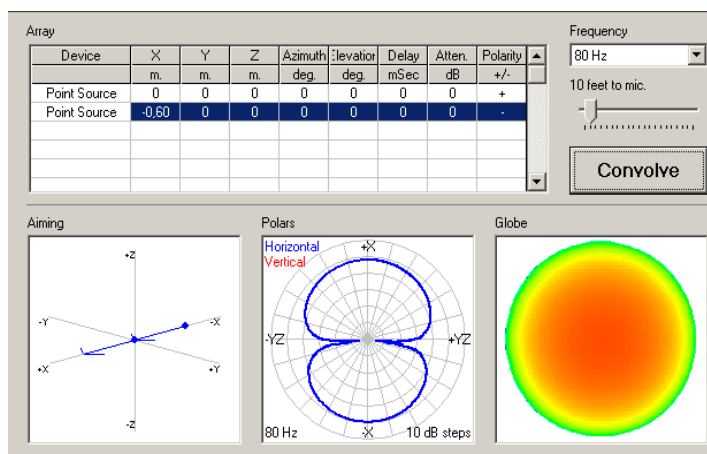 Array
Device X Y Z Azimuth Elevation Delay Atten. Polarity
m. m. m. deg. deg. mSec dB +/-
Point Source 0 0 0 0 0 0 0 +
Point Source -0,60 0 0 0 0 0 0 -
Frequency
80 Hz
10 feet to mic.
Convolve
Aiming
+Z
-Y
-X
+X
+Y
-Z
Polars
Horizontal
Vertical
+X
-YZ
+YZ
80 Hz
-X
10 dB steps
Globe